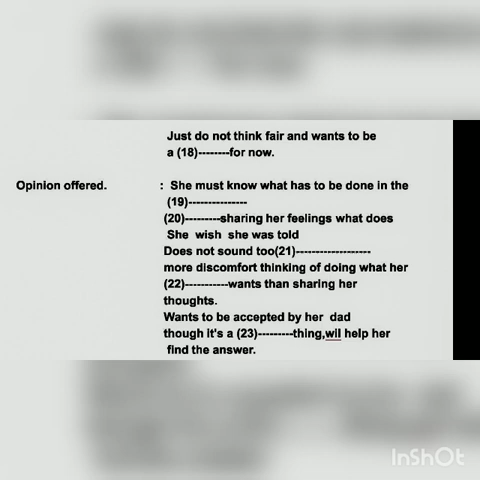 Just do not think fair and wants to be
a (18)--------for now.
Opinion offered. : She must know what has to be done in the
(19)---------------
(20)---------sharing her feelings what does
She wish she was told
Does not sound too(21)-------------------
more discomfort thinking of doing what her
(22)-----------wants than sharing her
thoughts.
Wants to be accepted by her dad
though it's a (23)---------thing,wil help her
find the answer.
InShOt